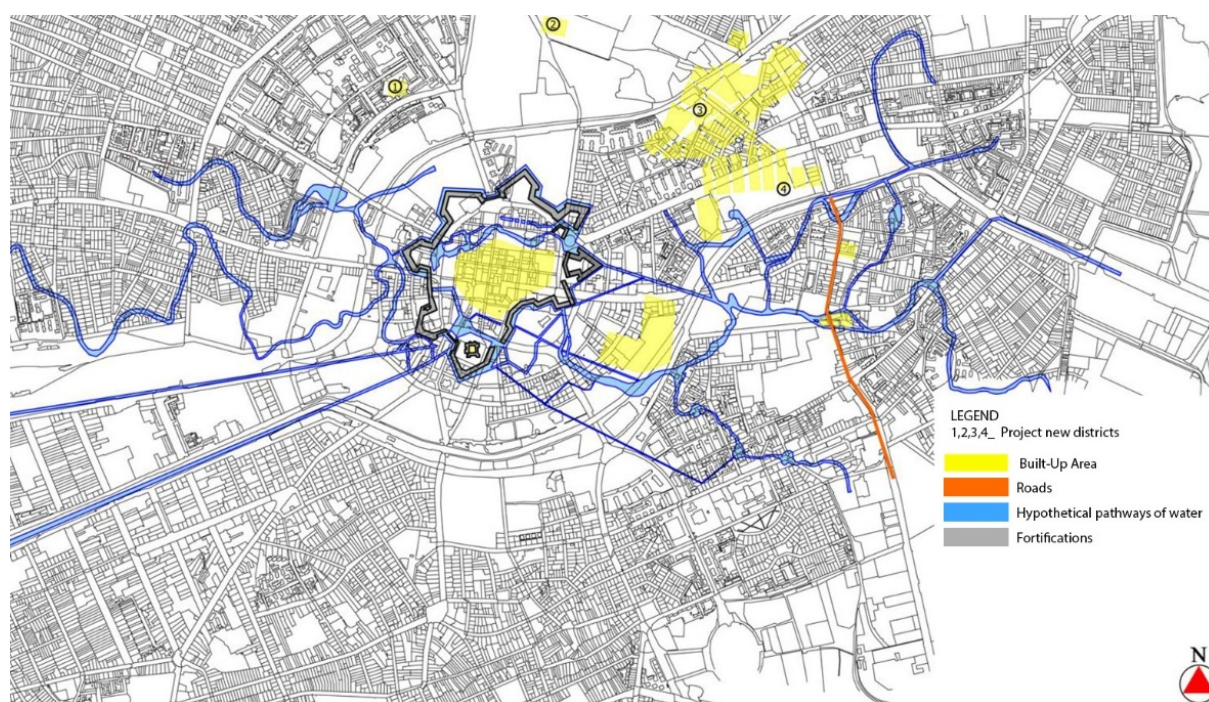 2
1
3
4
LEGEND
1,2,3,4_ Project new districts
Built-Up Area
Roads
Hypothetical pathways of water
Fortifications
N